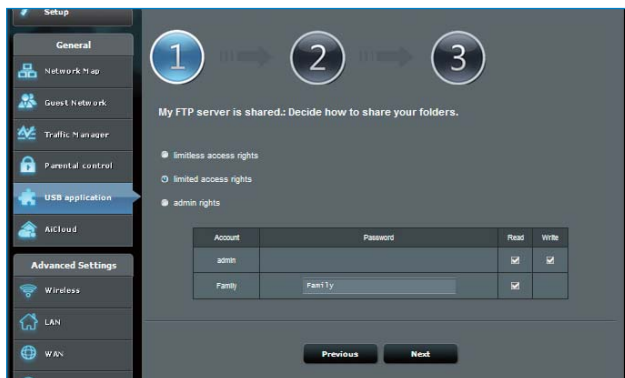 Setup
General
Network Map
Guest Network
Traffic Manager
Parental control
USB application
AiCloud
Advanced Settings
Wireless
LAN
WAN
1 2 3
My FTP server is shared.: Decide how to share your folders.
limitless access rights
limited access rights
admin rights
Account Password Read Write
admin
Family Family
Previous Next